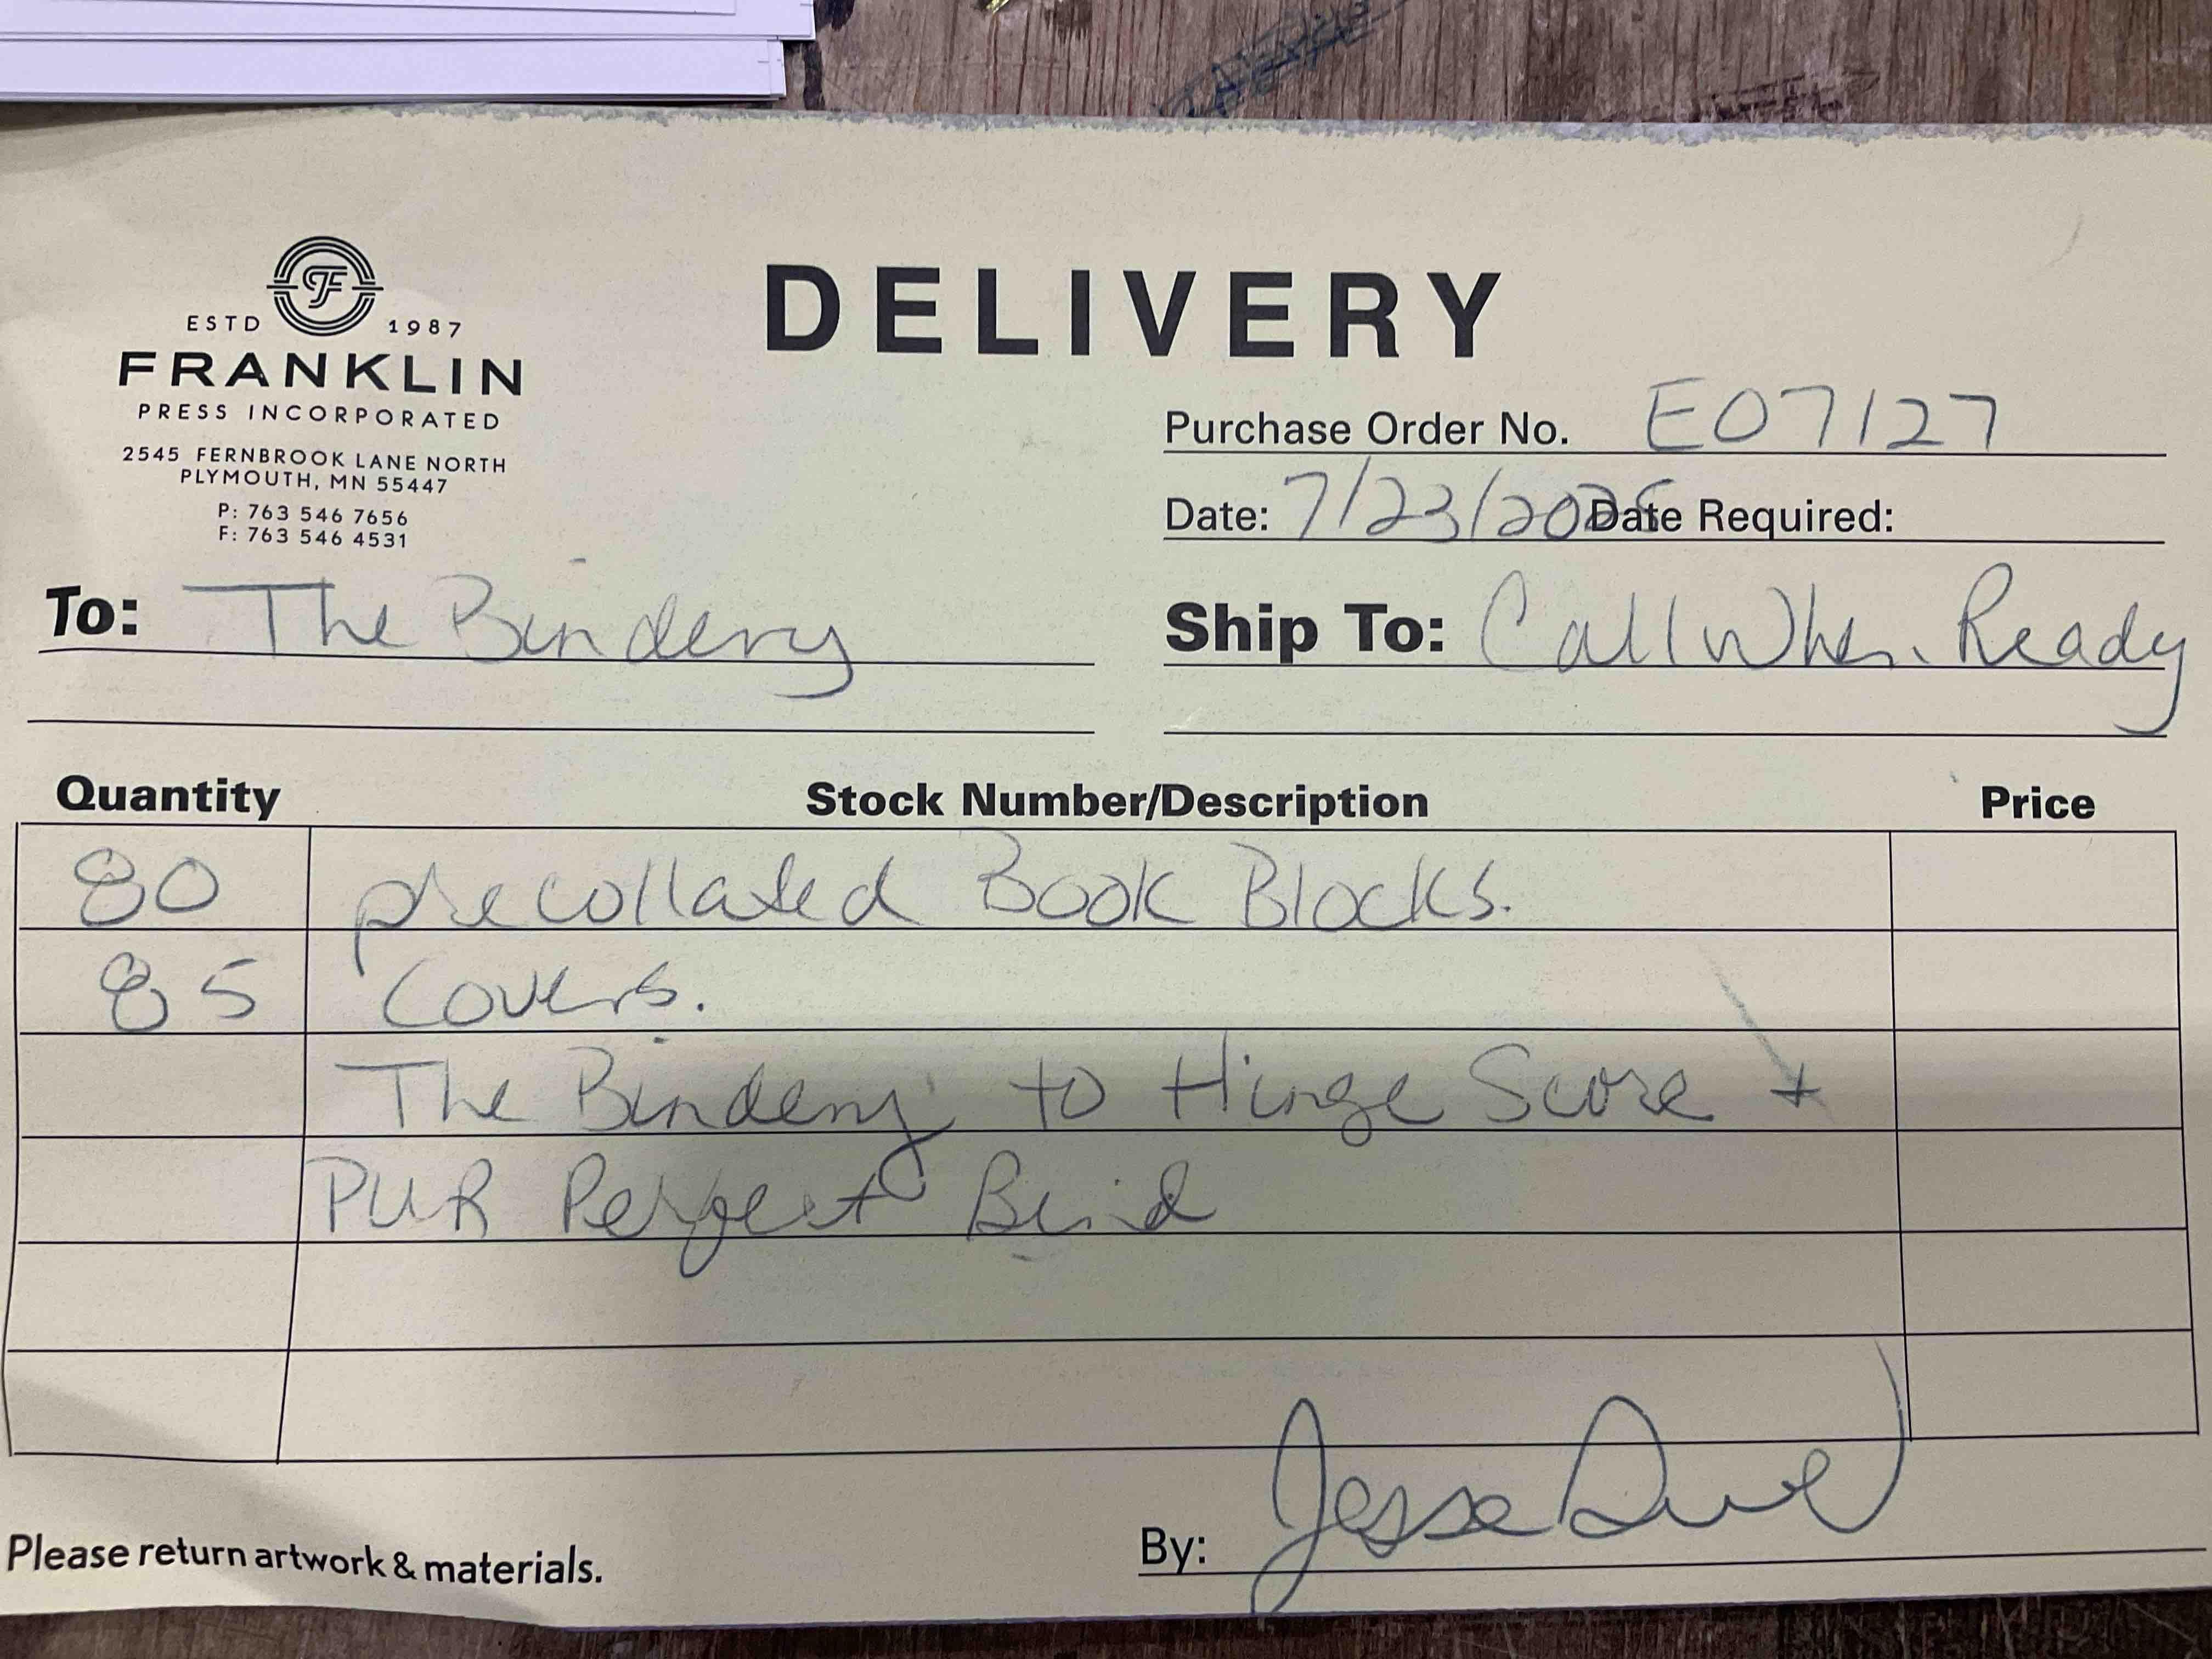 DELIVERY
ESTD 1987
FRANKLIN
PRESS INCORPORATED
2545 FERNBROOK LANE NORTH
PLYMOUTH, MN 55447
P: 763 546 7656
F: 763 546 4531
Purchase Order No. E07127
Date: 7/23/2025 Date Required:
To: The Bindery
Ship To: Call When Ready
Quantity Stock Number/Description Price
80 precollated Book Blocks.
85 Covers.
The Bindery to Hinge Score +
PUR Perfect Bind
Please return artwork & materials.
By: Jesse